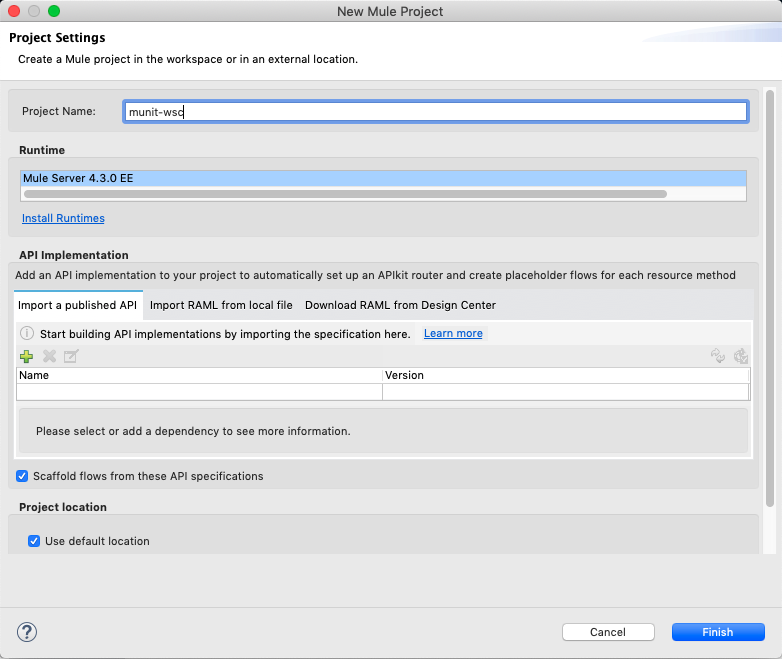 New Mule Project
Project Settings
Create a Mule project in the workspace or in an external location.
Project Name: munit-wsc
Runtime
Mule Server 4.3.0 EE
Install Runtimes
API Implementation
Add an API implementation to your project to automatically set up an APIkit router and create placeholder flows for each resource method
Import a published API Import RAML from local file Download RAML from Design Center
Start building API implementations by importing the specification here. Learn more
Name Version
Please select or add a dependency to see more information.
Scaffold flows from these API specifications
Project location
Use default location
? Cancel Finish